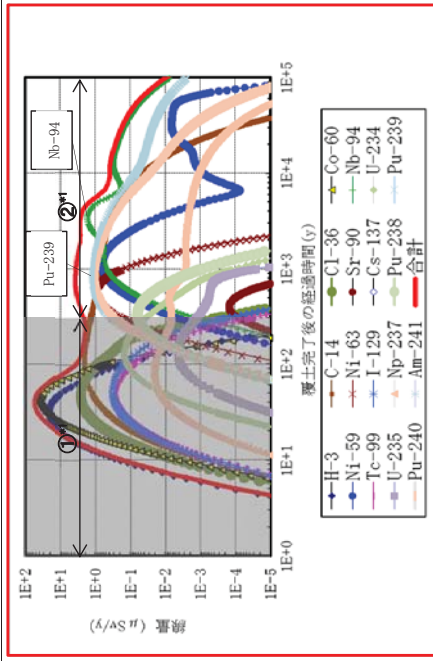 Pu-239
Nb-94
①*1
②*1
線量 (μSv/y)
1E+2
1E+1
1E+0
1E-1
1E-2
1E-3
1E-4
1E-5
1E+0
1E+1
1E+2
1E+3
1E+4
1E+5
覆土完了後の経過時間(y)
H-3
C-14
Cl-36
Co-60
Ni-59
Ni-63
Sr-90
Nb-94
Tc-99
I-129
Cs-137
U-234
U-235
Np-237
Pu-238
Pu-239
Pu-240
Am-241
合計